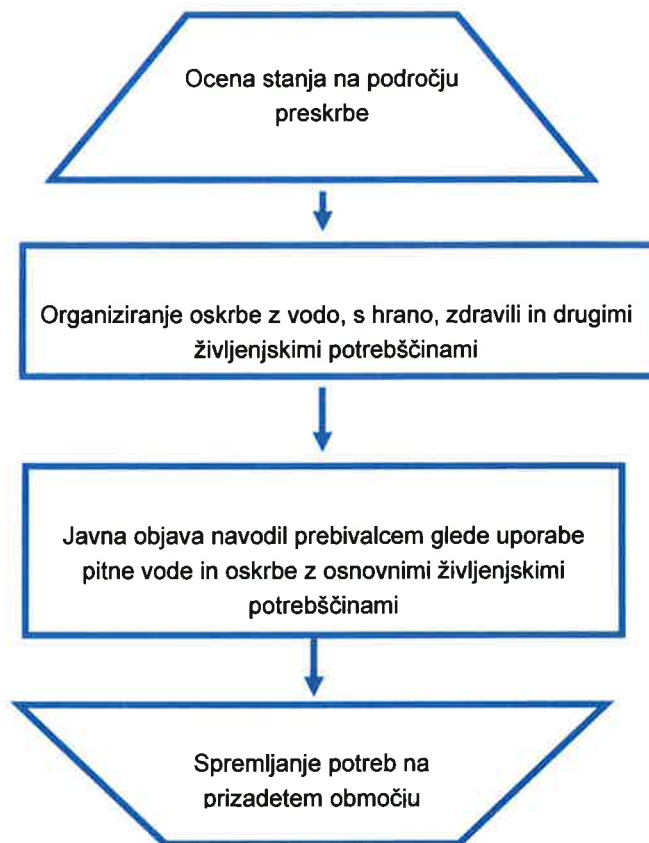 Ocena stanja na področju
preskrbe
Organiziranje oskrbe z vodo, s hrano, zdravili in drugimi
življenjskimi potrebščinami
Javna objava navodil prebivalcem glede uporabe
pitne vode in oskrbe z osnovnimi življenjskimi
potrebščinami
Spremljanje potreb na
prizadetem območju